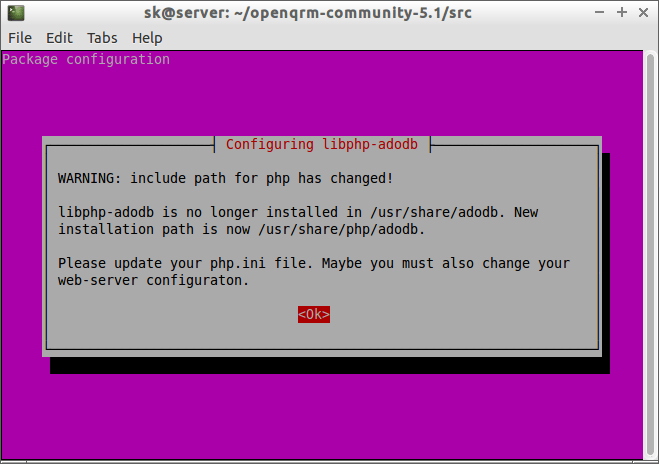 sk@server: ~/openqrm-community-5.1/src
File Edit Tabs Help
Package configuration
Configuring libphp-adodb
WARNING: include path for php has changed!
libphp-adodb is no longer installed in /usr/share/adodb. New
installation path is now /usr/share/php/adodb.
Please update your php.ini file. Maybe you must also change your
web-server configuraton.
<Ok>